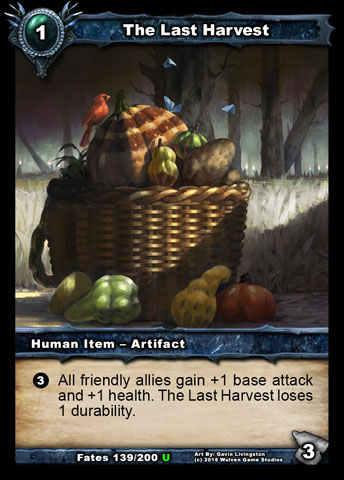 1
The Last Harvest
Human Item – Artifact
3 All friendly allies gain +1 base attack
and +1 health. The Last Harvest loses
1 durability.
Fates 139/200 U
Art By: Gavin Livingston
(c) 2015 Wulven Game Studios
3